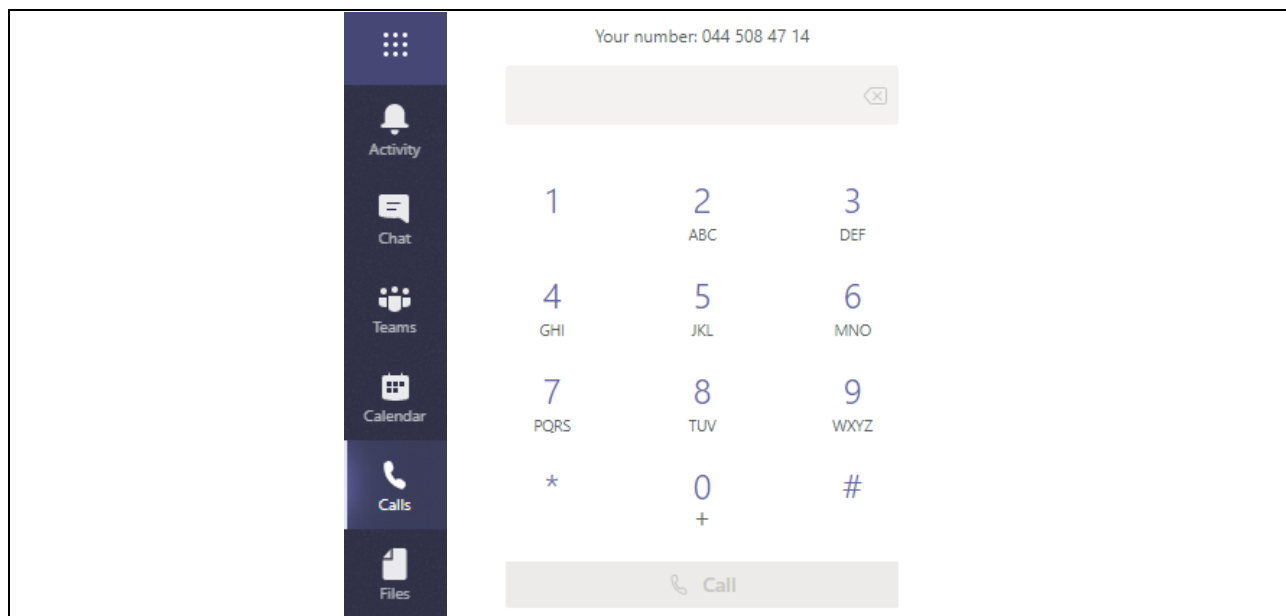 Your number: 044 508 47 14
Activity
Chat
Teams
Calendar
Calls
Files
1 2 3
ABC DEF
4 5 6
GHI JKL MNO
7 8 9
PQRS TUV WXYZ
* 0 #
+
Call